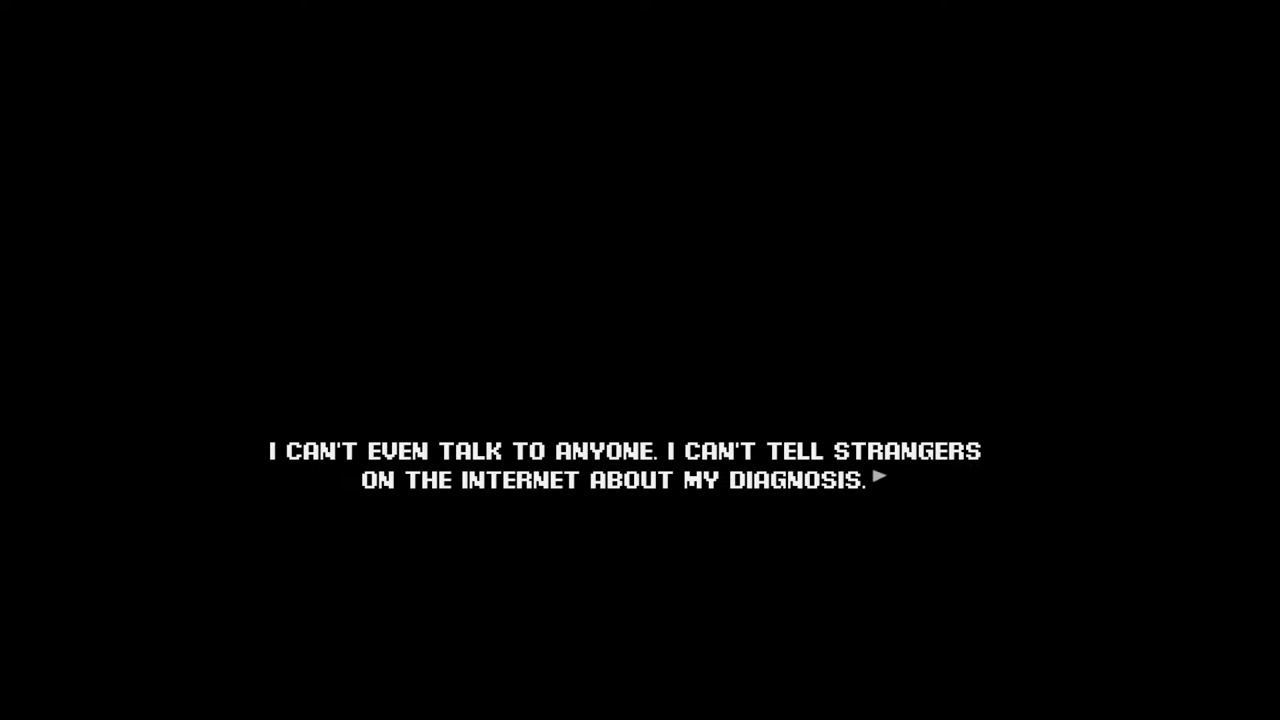 I CAN'T EVEN TALK TO ANYONE. I CAN'T TELL STRANGERS
ON THE INTERNET ABOUT MY DIAGNOSIS.